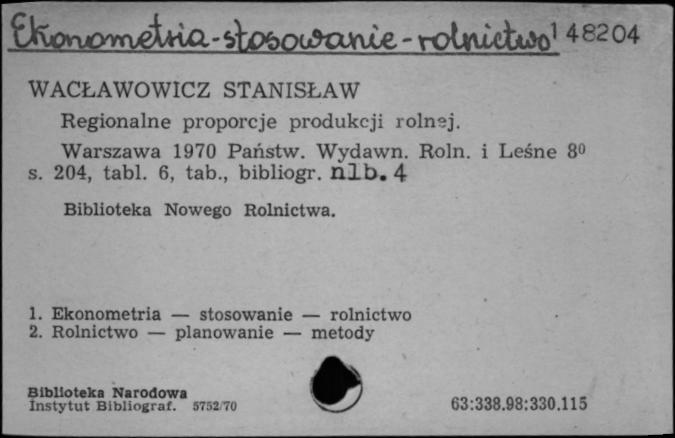 Ekonometria-stosowanie-rolnictwo 148204
WACŁAWOWICZ STANISŁAW
Regionalne proporcje produkcji rolnej.
Warszawa 1970 Państw. Wydawn. Roln. i Leśne 8⁰
s. 204, tabl. 6, tab., bibliogr. nlb. 4
Biblioteka Nowego Rolnictwa.
1. Ekonometria — stosowanie — rolnictwo
2. Rolnictwo — planowanie — metody
Biblioteka Narodowa
Instytut Bibliograf. 5752/70
63:338.98:330.115